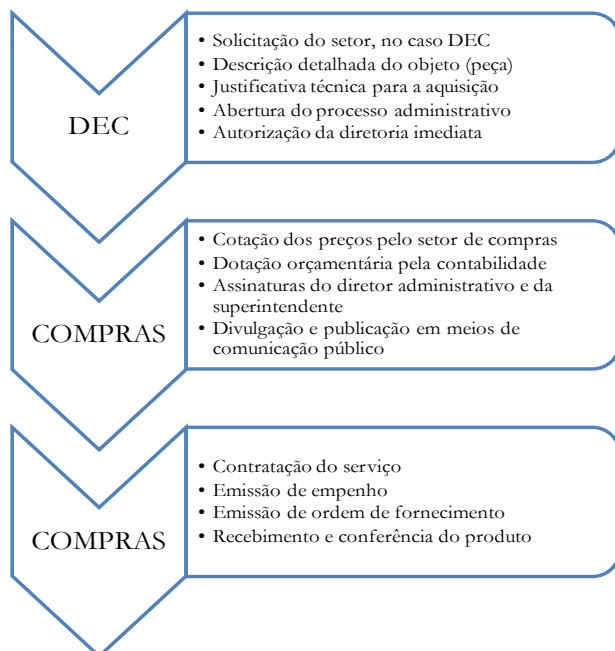 DEC
• Solicitação do setor, no caso DEC
• Descrição detalhada do objeto (peça)
• Justificativa técnica para a aquisição
• Abertura do processo administrativo
• Autorização da diretoria imediata
COMPRAS
• Cotação dos preços pelo setor de compras
• Dotação orçamentária pela contabilidade
• Assinaturas do diretor administrativo e da
superintendente
• Divulgação e publicação em meios de
comunicação público
COMPRAS
• Contratação do serviço
• Emissão de empenho
• Emissão de ordem de fornecimento
• Recebimento e conferência do produto